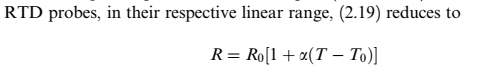 RTD probes, in their respective linear range, (2.19) reduces to
R = R₀[1 + α(T − T₀)]